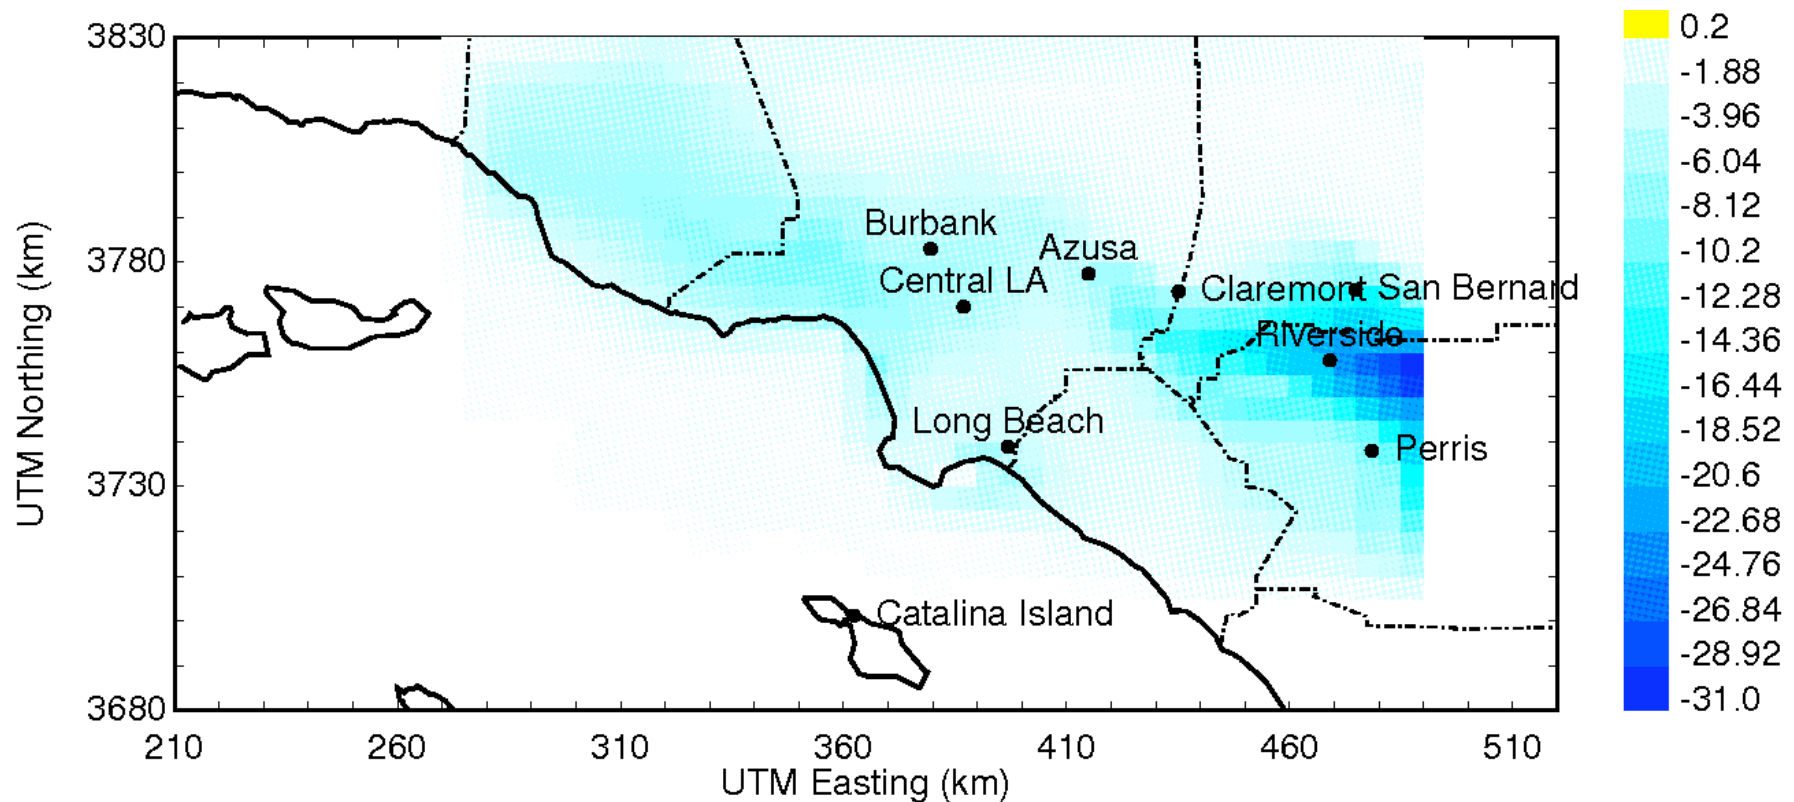 3830
3780
3730
3680
UTM Northing (km)
Burbank
Azusa
Central LA
Claremont
San Bernard
Riverside
Long Beach
Perris
Catalina Island
210
260
310
360
410
460
510
UTM Easting (km)
0.2
-1.88
-3.96
-6.04
-8.12
-10.2
-12.28
-14.36
-16.44
-18.52
-20.6
-22.68
-24.76
-26.84
-28.92
-31.0